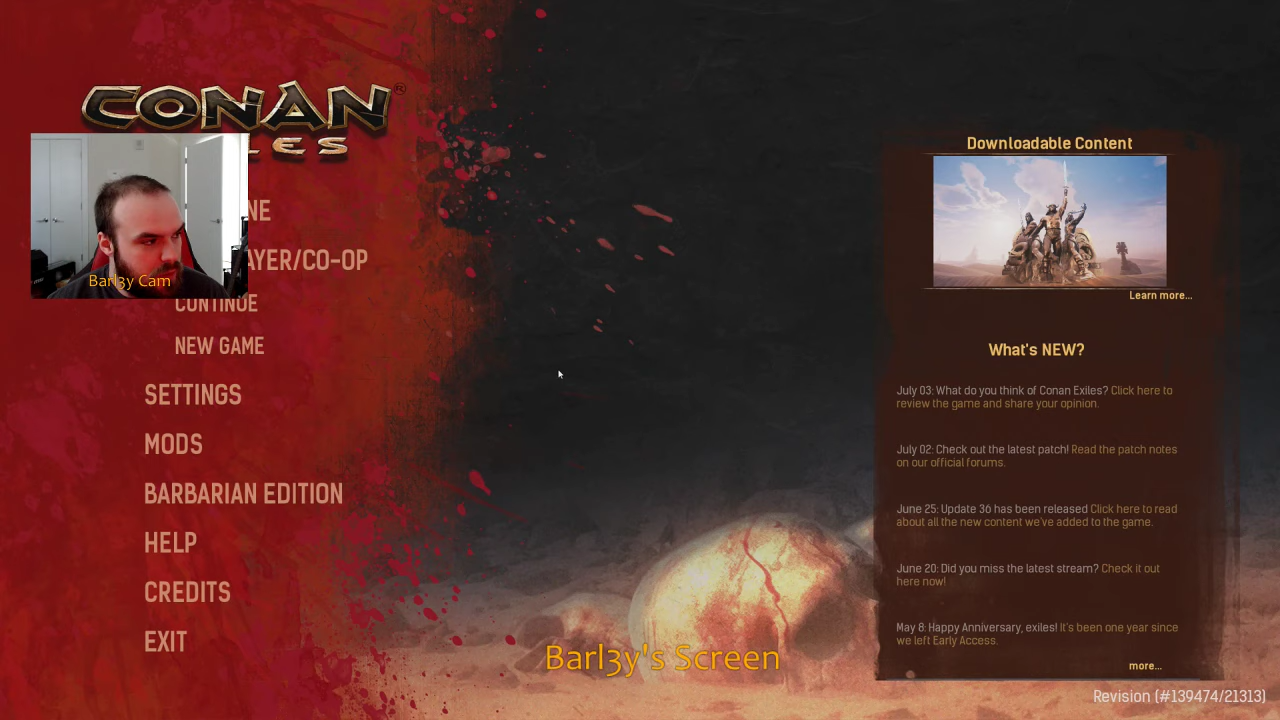 CONAN®
LES
NE
AYER/CO-OP
Barl3y Cam
CONTINUE
NEW GAME
SETTINGS
MODS
BARBARIAN EDITION
HELP
CREDITS
EXIT
Barl3y's Screen
Downloadable Content
Learn more...
What's NEW?
July 03: What do you think of Conan Exiles? Click here to
review the game and share your opinion.
July 02: Check out the latest patch! Read the patch notes
on our official forums.
June 25: Update 36 has been released Click here to read
about all the new content we've added to the game.
June 20: Did you miss the latest stream? Check it out
here now!
May 8: Happy Anniversary, exiles! It's been one year since
we left Early Access.
more...
Revision (#139474/21313)